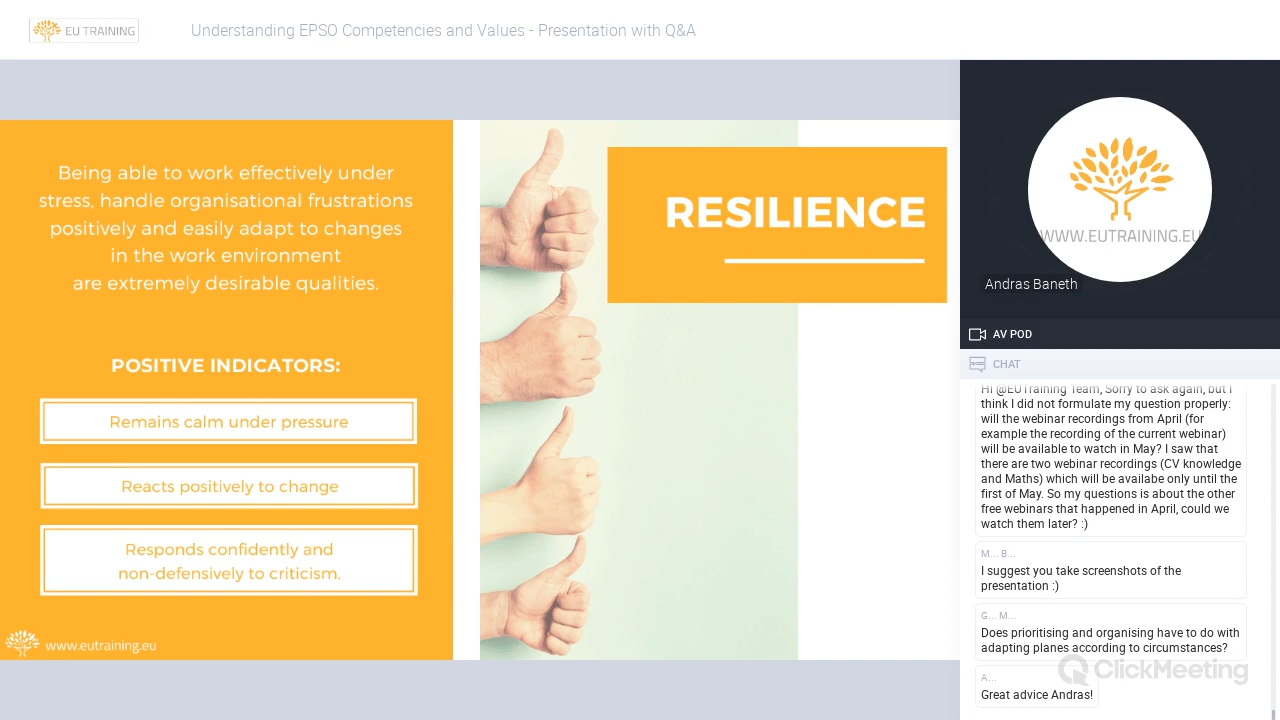 EU TRAINING
Understanding EPSO Competencies and Values - Presentation with Q&A
Being able to work effectively under
stress, handle organisational frustrations
positively and easily adapt to changes
in the work environment
are extremely desirable qualities.
POSITIVE INDICATORS:
Remains calm under pressure
Reacts positively to change
Responds confidently and
non-defensively to criticism.
www.eutraining.eu
RESILIENCE
WWW.EUTRAINING.EU
Andras Baneth
AV POD
CHAT
Hi @EUTraining Team, Sorry to ask again, but I
think I did not formulate my question properly:
will the webinar recordings from April (for
example the recording of the current webinar)
will be available to watch in May? I saw that
there are two webinar recordings (CV knowledge
and Maths) which will be availabe only until the
first of May. So my questions is about the other
free webinars that happened in April, could we
watch them later? :)
M... B...
I suggest you take screenshots of the
presentation :)
G... M...
Does prioritising and organising have to do with
adapting planes according to circumstances?
ClickMeeting
A...
Great advice Andras!